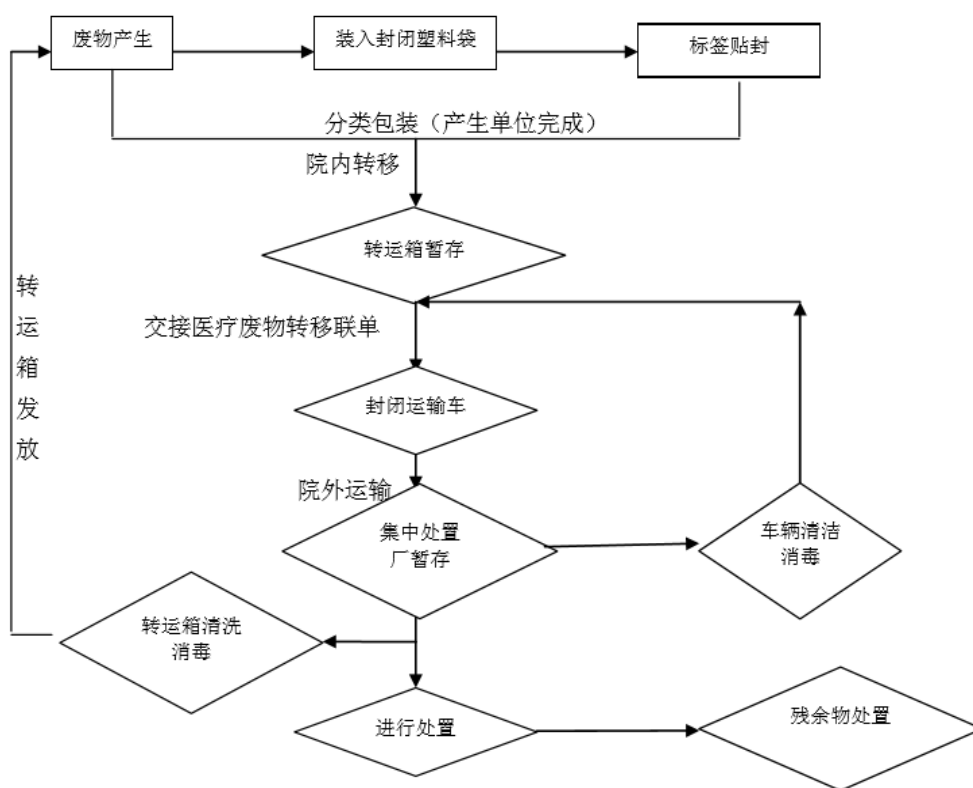 废物产生
装入封闭塑料袋
标签贴封
分类包装（产生单位完成）
院内转移
转运箱暂存
转
运
箱
发
放
交接医疗废物转移联单
封闭运输车
院外运输
集中处置
厂暂存
车辆清洁
消毒
转运箱清洗
消毒
进行处置
残余物处置